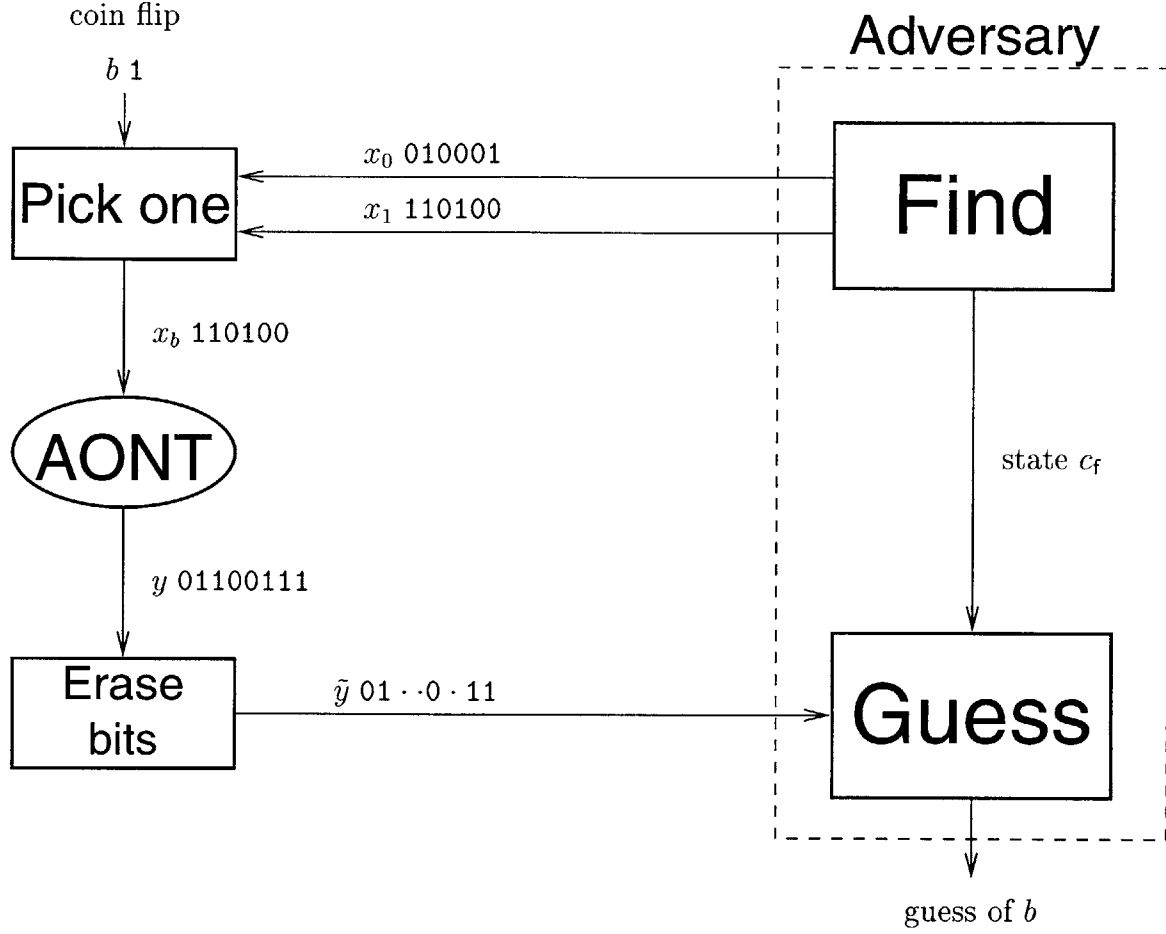 coin flip
Adversary
b 1
x₀ 010001
Pick one
x₁ 110100
Find
x_b 110100
AONT
state c_f
y 01100111
Erase
bits
ỹ 01 · · 0 · 11
Guess
guess of b